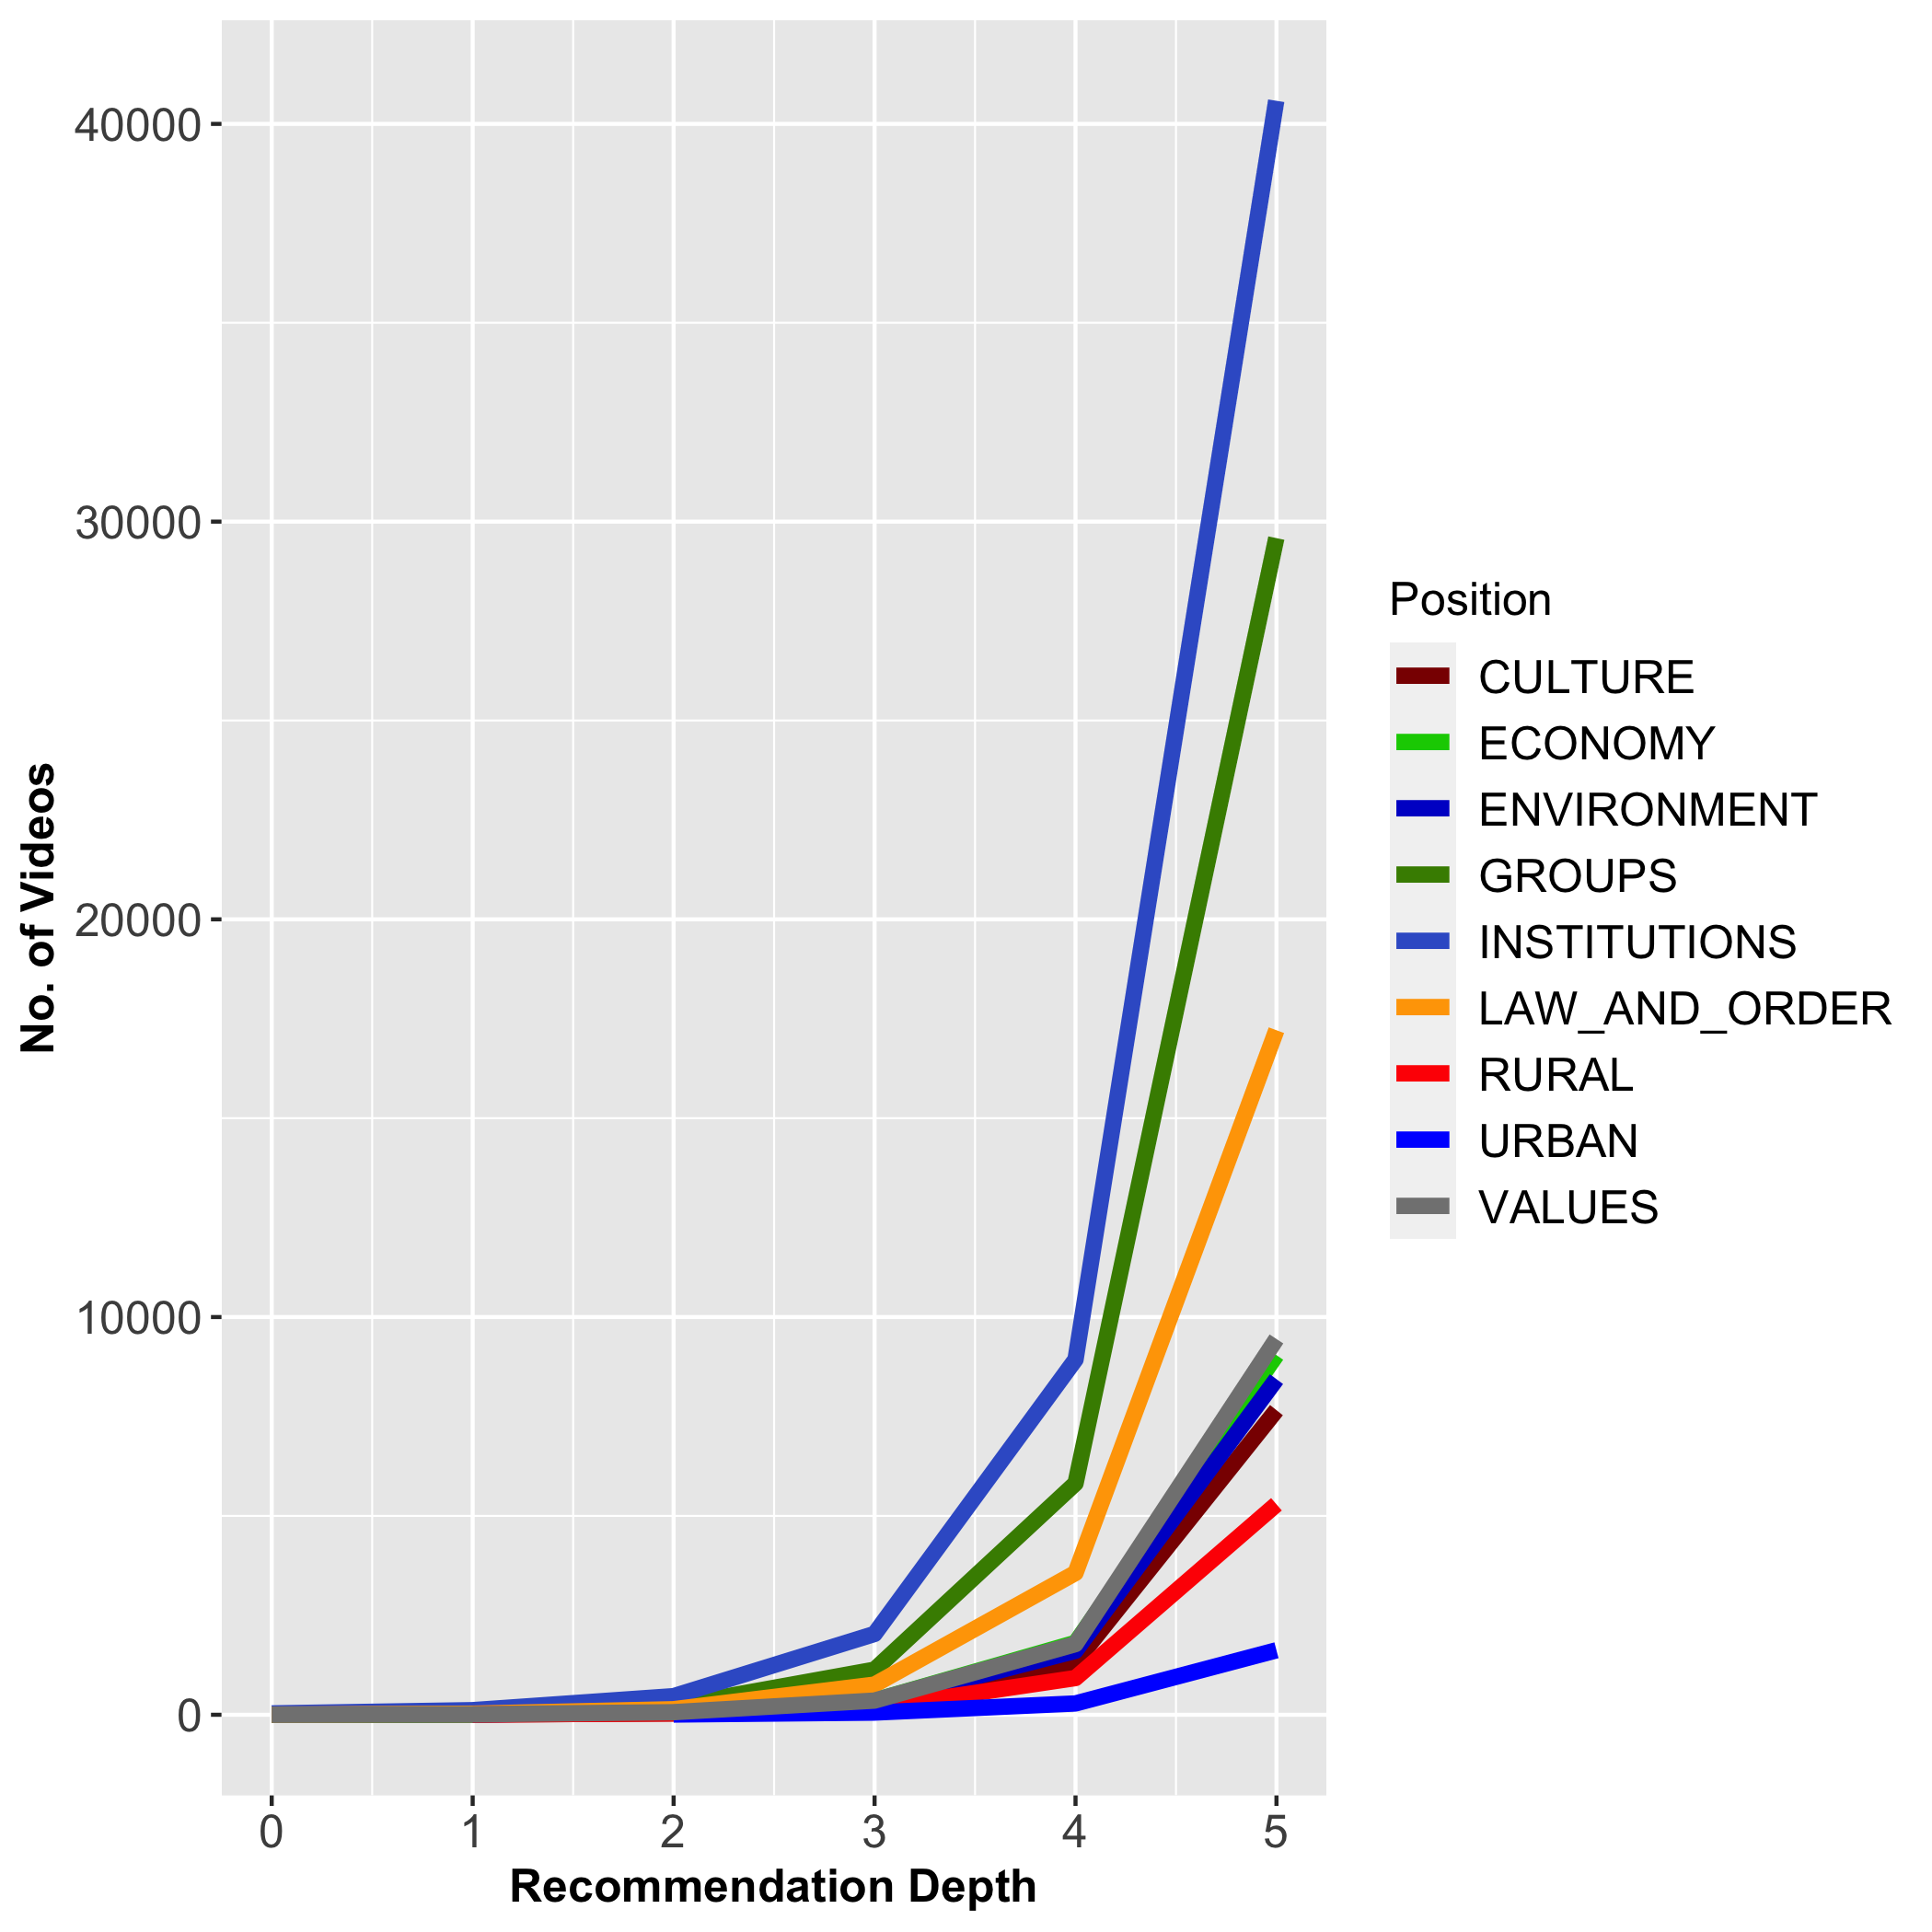 40000
30000
20000
10000
0
No. of Videos
0 1 2 3 4 5
Recommendation Depth
Position
CULTURE
ECONOMY
ENVIRONMENT
GROUPS
INSTITUTIONS
LAW_AND_ORDER
RURAL
URBAN
VALUES